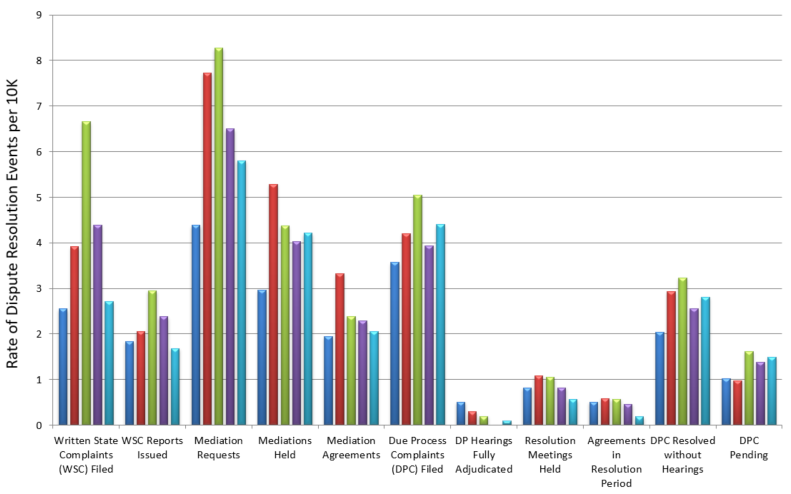 9
8
7
6
5
4
3
2
1
0
Rate of Dispute Resolution Events per 10K
Written State
Complaints
(WSC) Filed
WSC Reports
Issued
Mediation
Requests
Mediations
Held
Mediation
Agreements
Due Process
Complaints
(DPC) Filed
DP Hearings
Fully
Adjudicated
Resolution
Meetings
Held
Agreements
in
Resolution
Period
DPC Resolved
without
Hearings
DPC
Pending